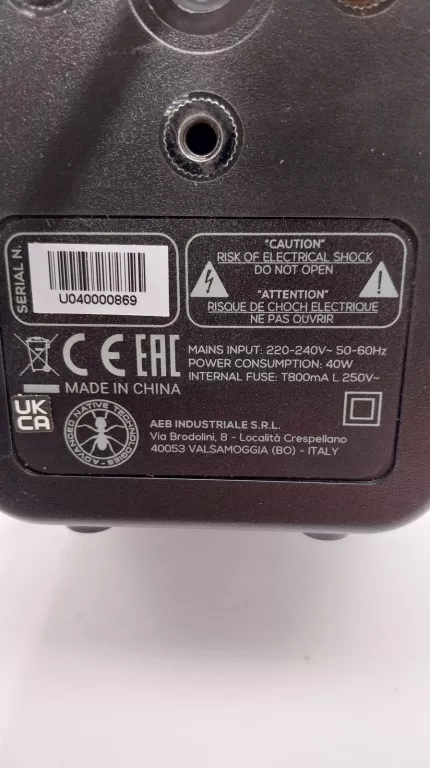 SERIAL N.
U040000869
"CAUTION"
RISK OF ELECTRICAL SHOCK
DO NOT OPEN
"ATTENTION"
RISQUE DE CHOCH ELECTRIQUE
NE PAS OUVRIR
CE EAC
MADE IN CHINA
MAINS INPUT: 220-240V~ 50-60Hz
POWER CONSUMPTION: 40W
INTERNAL FUSE: T800mA L 250V~
UK
CA
ADVANCED NATIVE TECHNOLOGIES
AEB INDUSTRIALE S.R.L.
Via Brodolini, 8 - Località Crespellano
40053 VALSAMOGGIA (BO) - ITALY